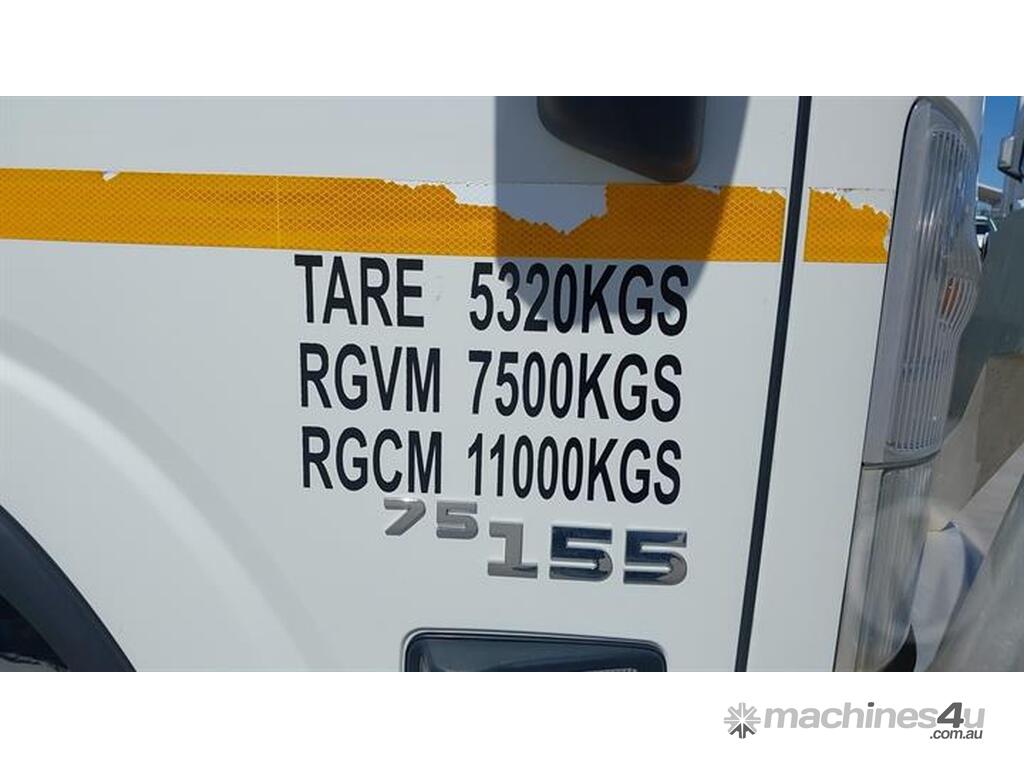 TARE 5320KGS
RGVM 7500KGS
RGCM 11000KGS
75 155
machines4u
.com.au